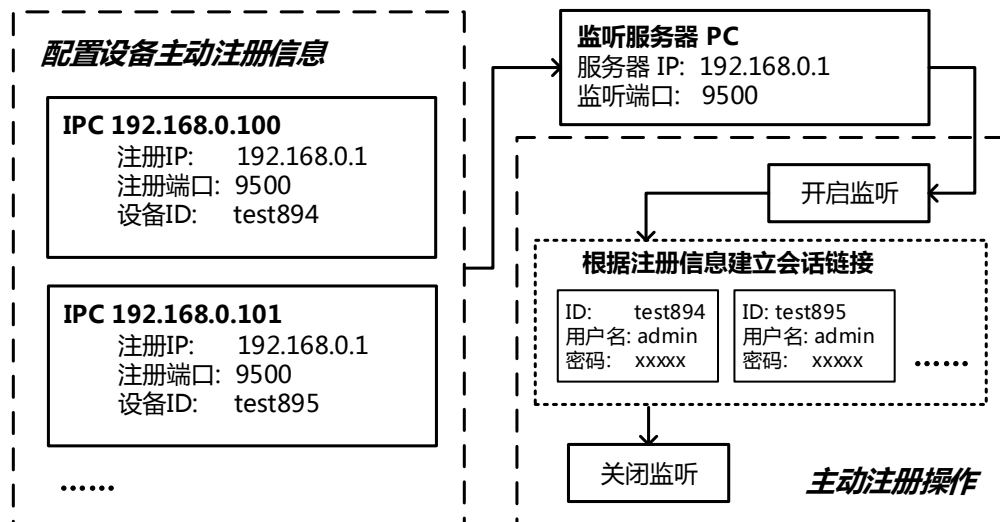 配置设备主动注册信息
IPC 192.168.0.100
注册IP: 192.168.0.1
注册端口: 9500
设备ID: test894
IPC 192.168.0.101
注册IP: 192.168.0.1
注册端口: 9500
设备ID: test895
......
监听服务器 PC
服务器 IP: 192.168.0.1
监听端口: 9500
开启监听
根据注册信息建立会话链接
ID: test894
用户名: admin
密码: xxxxx
ID: test895
用户名: admin
密码: xxxxx
......
关闭监听
主动注册操作